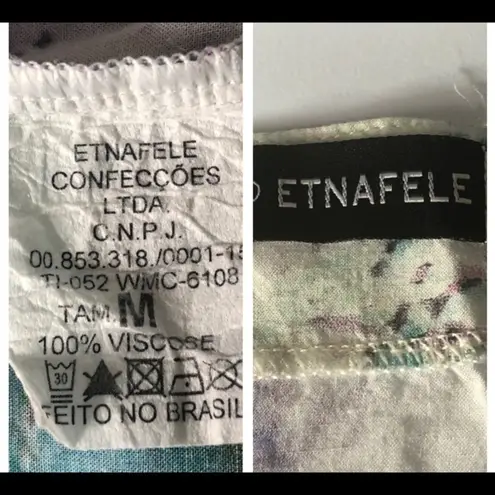 ETNAFELE
CONFECÇÕES
LTDA.
C.N.P.J.
00.853.318./0001-15
TI-052 WMC-6108
TAM. M
100% VISCOSE
30
FEITO NO BRASIL
ETNAFELE